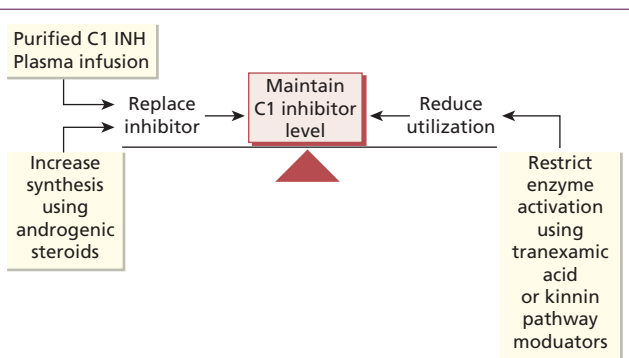 Purified C1 INH
Plasma infusion
Replace
inhibitor
Increase
synthesis
using
androgenic
steroids
Maintain
C1 inhibitor
level
Reduce
utilization
Restrict
enzyme
activation
using
tranexamic
acid
or kinnin
pathway
moduators